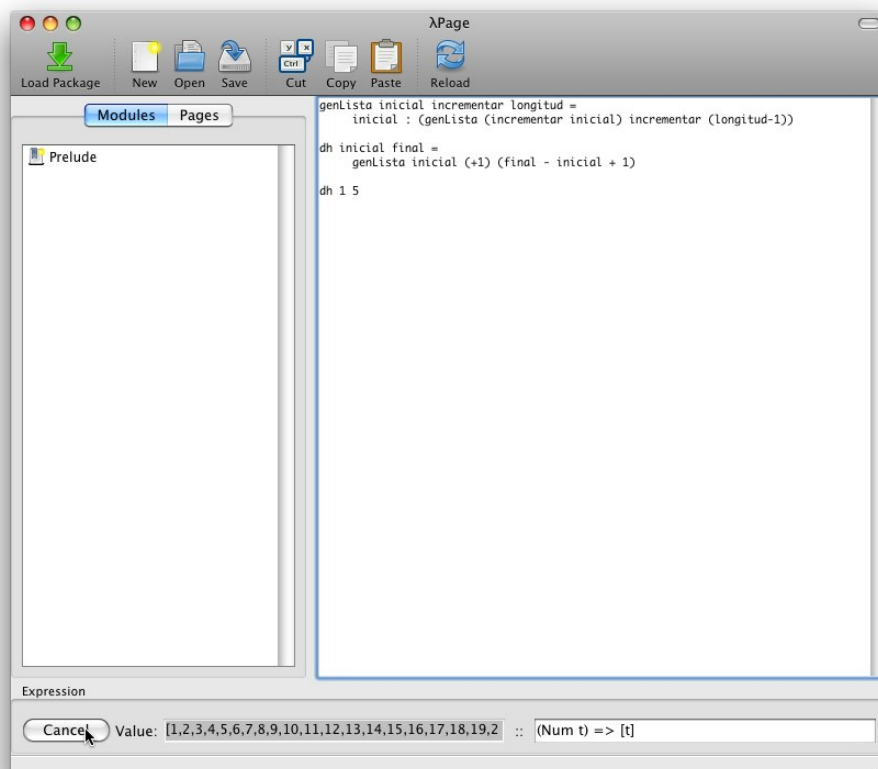 λPage
Load Package New Open Save Cut Copy Paste Reload
Modules Pages
Prelude
genLista inicial incrementar longitud =
inicial : (genLista (incrementar inicial) incrementar (longitud-1))
dh inicial final =
genLista inicial (+1) (final - inicial + 1)
dh 1 5
Expression
Cancel Value: [1,2,3,4,5,6,7,8,9,10,11,12,13,14,15,16,17,18,19,2 :: (Num t) => [t]